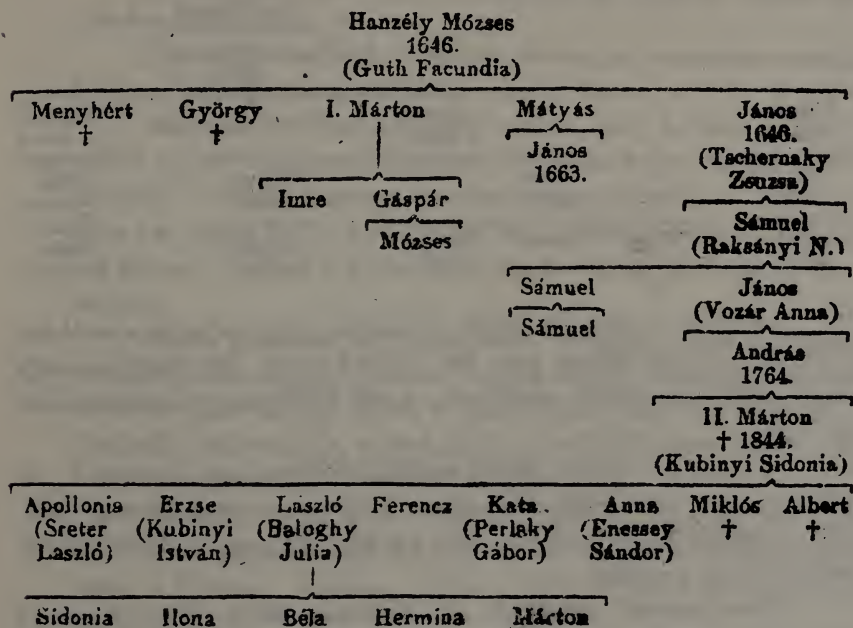 Hanzély Mózses
1646.
(Guth Facundia)
Menyhért György I. Márton Mátyás János
† † János 1646.
1663. (Tschernaky
Zsuzsa)
Imre Gáspár Sámuel
Mózses (Raksányi N.)
Sámuel János
Sámuel (Vozár Anna)
András
1764.
II. Márton
† 1844.
(Kubinyi Sidonia)
Apollonia Erzse László Ferencz Kata Anna Miklós Albert
(Sreter (Kubinyi (Baloghy (Perlaky (Enessey † †
László) István) Julia) Gábor) Sándor)
Sidonia Ilona Béla Hermina Márton